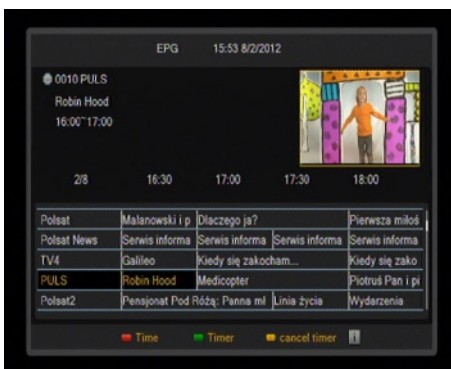 EPG 15:53 8/2/2012
0010 PULS
Robin Hood
16:00~17:00
2/8 16:30 17:00 17:30 18:00
Polsat Malanowski i p Dlaczego ja? Pierwsza miłoś
Polsat News Serwis informa Serwis informa Serwis informa Serwis informa
TV4 Galileo Kiedy się zakocham... Kiedy się zako
PULS Robin Hood Medicopter Piotruś Pan i pi
Polsat2 Pensjonat Pod Różą: Panna mł Linia życia Wydarzenia
Time Timer cancel timer i